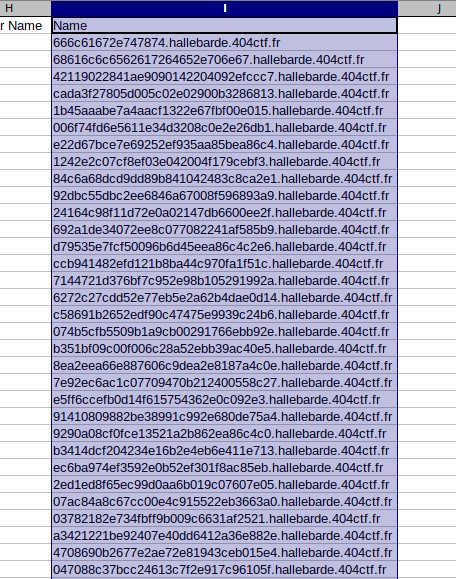 H I J
r Name Name
666c61672e747874.hallebarde.404ctf.fr
68616c6c6562617264652e706e67.hallebarde.404ctf.fr
42119022841ae9090142204092efccc7.hallebarde.404ctf.fr
cada3f27805d005c02e02900b3286813.hallebarde.404ctf.fr
1b45aaabe7a4aacf1322e67fbf00e015.hallebarde.404ctf.fr
006f74fd6e5611e34d3208c0e2e26db1.hallebarde.404ctf.fr
e22d67bce7e69252ef935aa85bea86c4.hallebarde.404ctf.fr
1242e2c07cf8ef03e042004f179cebf3.hallebarde.404ctf.fr
84c6a68dcd9dd89b841042483c8ca2e1.hallebarde.404ctf.fr
92dbc55dbc2ee6846a67008f596893a9.hallebarde.404ctf.fr
24164c98f11d72e0a02147db6600ee2f.hallebarde.404ctf.fr
692a1de34072ee8c077082241af585b9.hallebarde.404ctf.fr
d79535e7fcf50096b6d45eea86c4c2e6.hallebarde.404ctf.fr
ccb941482efd121b8ba44c970fa1f51c.hallebarde.404ctf.fr
7144721d376bf7c952e98b105291992a.hallebarde.404ctf.fr
6272c27cdd52e77eb5e2a62b4dae0d14.hallebarde.404ctf.fr
c58691b2652edf90c47475e9939c24b6.hallebarde.404ctf.fr
074b5cfb5509b1a9cb00291766ebb92e.hallebarde.404ctf.fr
b351bf09c00f006c28a52ebb39ac40e5.hallebarde.404ctf.fr
8ea2eea66e887606c9dea2e8187a4c0e.hallebarde.404ctf.fr
7e92ec6ac1c07709470b212400558c27.hallebarde.404ctf.fr
e5ff6ccefb0d14f615754362e0c092e3.hallebarde.404ctf.fr
91410809882be38991c992e680de75a4.hallebarde.404ctf.fr
9290a08cf0fce13521a2b862ea86c4c0.hallebarde.404ctf.fr
b3414dcf204234e16b2e4eb6e411e713.hallebarde.404ctf.fr
ec6ba974ef3592e0b52ef301f8ac85eb.hallebarde.404ctf.fr
2ed1ed8f65ec99d0aa6b019c07607e05.hallebarde.404ctf.fr
07ac84a8c67cc00e4c915522eb3663a0.hallebarde.404ctf.fr
03782182e734fbff9b009c6631af2521.hallebarde.404ctf.fr
a3421221be92407e40dd6412a36e882e.hallebarde.404ctf.fr
4708690b2677e2ae72e81943ceb015e4.hallebarde.404ctf.fr
047088c37bcc24613c7f2e917c96105f.hallebarde.404ctf.fr